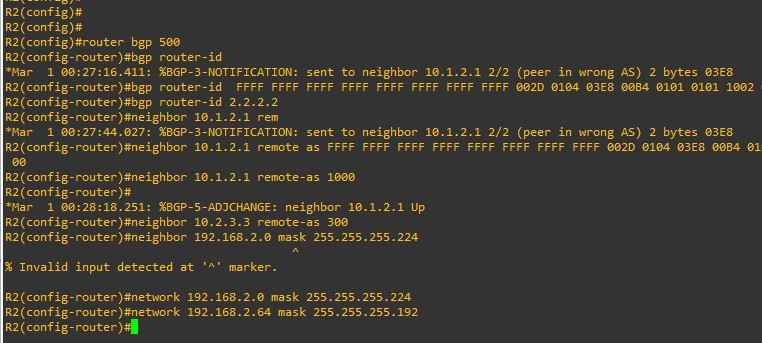 R2(config)#
R2(config)#
R2(config)#
R2(config)#router bgp 500
R2(config-router)#bgp router-id
*Mar  1 00:27:16.411: %BGP-3-NOTIFICATION: sent to neighbor 10.1.2.1 2/2 (peer in wrong AS) 2 bytes 03E8
R2(config-router)#bgp router-id  FFFF FFFF FFFF FFFF FFFF FFFF FFFF FFFF 002D 0104 03E8 00B4 0101 0101 1002
R2(config-router)#bgp router-id 2.2.2.2
R2(config-router)#neighbor 10.1.2.1 rem
*Mar  1 00:27:44.027: %BGP-3-NOTIFICATION: sent to neighbor 10.1.2.1 2/2 (peer in wrong AS) 2 bytes 03E8
R2(config-router)#neighbor 10.1.2.1 remote as FFFF FFFF FFFF FFFF FFFF FFFF FFFF FFFF 002D 0104 03E8 00B4 01
00
R2(config-router)#neighbor 10.1.2.1 remote-as 1000
R2(config-router)#
*Mar  1 00:28:18.251: %BGP-5-ADJCHANGE: neighbor 10.1.2.1 Up
R2(config-router)#neighbor 10.2.3.3 remote-as 300
R2(config-router)#neighbor 192.168.2.0 mask 255.255.255.224
^
% Invalid input detected at '^' marker.
R2(config-router)#network 192.168.2.0 mask 255.255.255.224
R2(config-router)#network 192.168.2.64 mask 255.255.255.192
R2(config-router)#